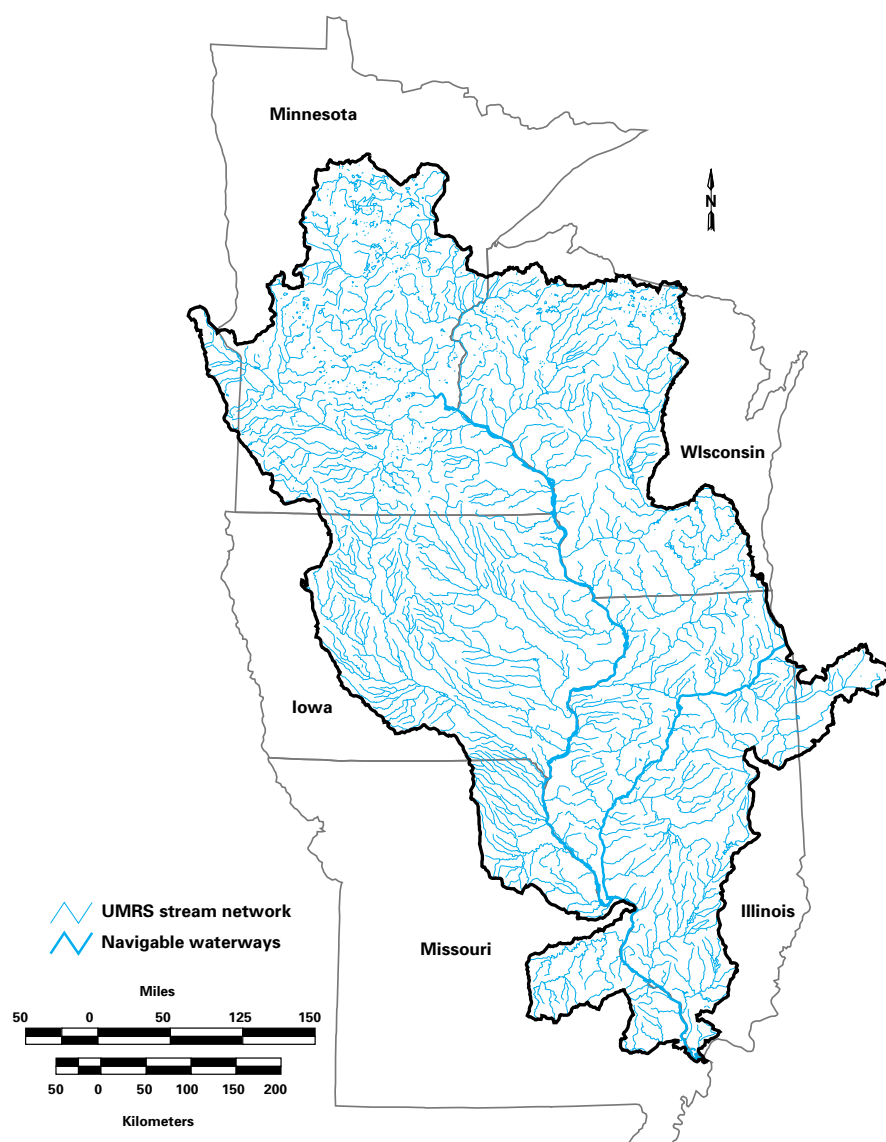 Minnesota
N
WIsconsin
Iowa
UMRS stream network
Navigable waterways
Illinois
Missouri
Miles
50 0 50 125 150
50 0 50 100 150 200
Kilometers